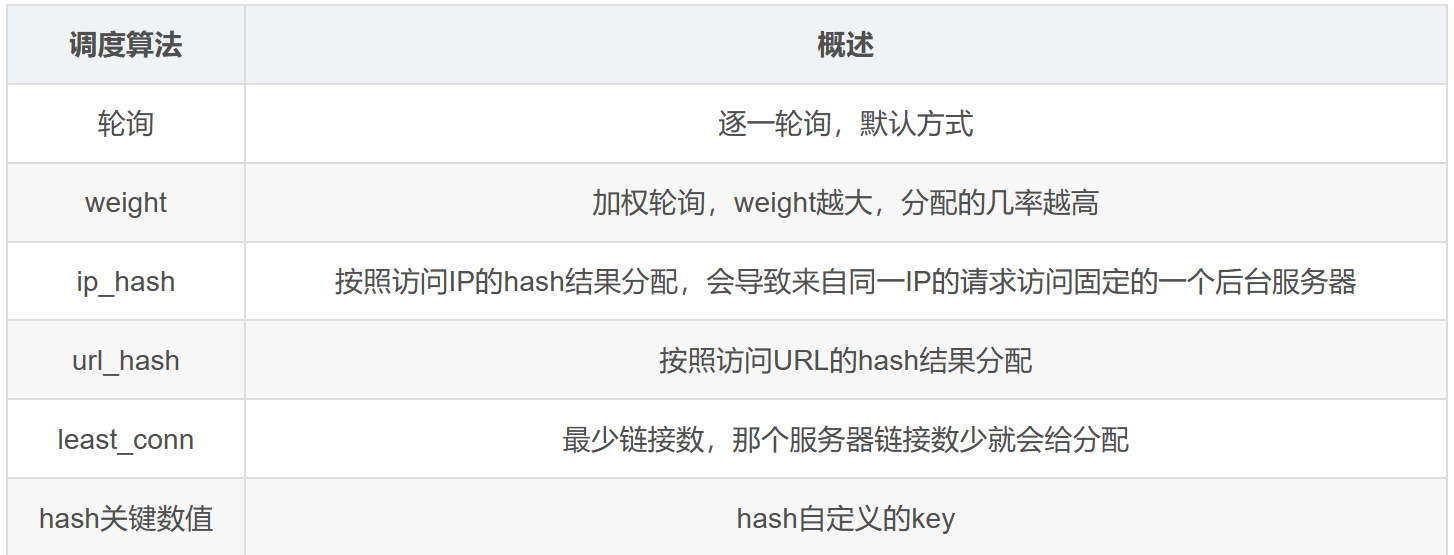 调度算法 概述
轮询 逐一轮询，默认方式
weight 加权轮询，weight越大，分配的几率越高
ip_hash 按照访问IP的hash结果分配，会导致来自同一IP的请求访问固定的一个后台服务器
url_hash 按照访问URL的hash结果分配
least_conn 最少链接数，那个服务器链接数少就会给分配
hash关键数值 hash自定义的key